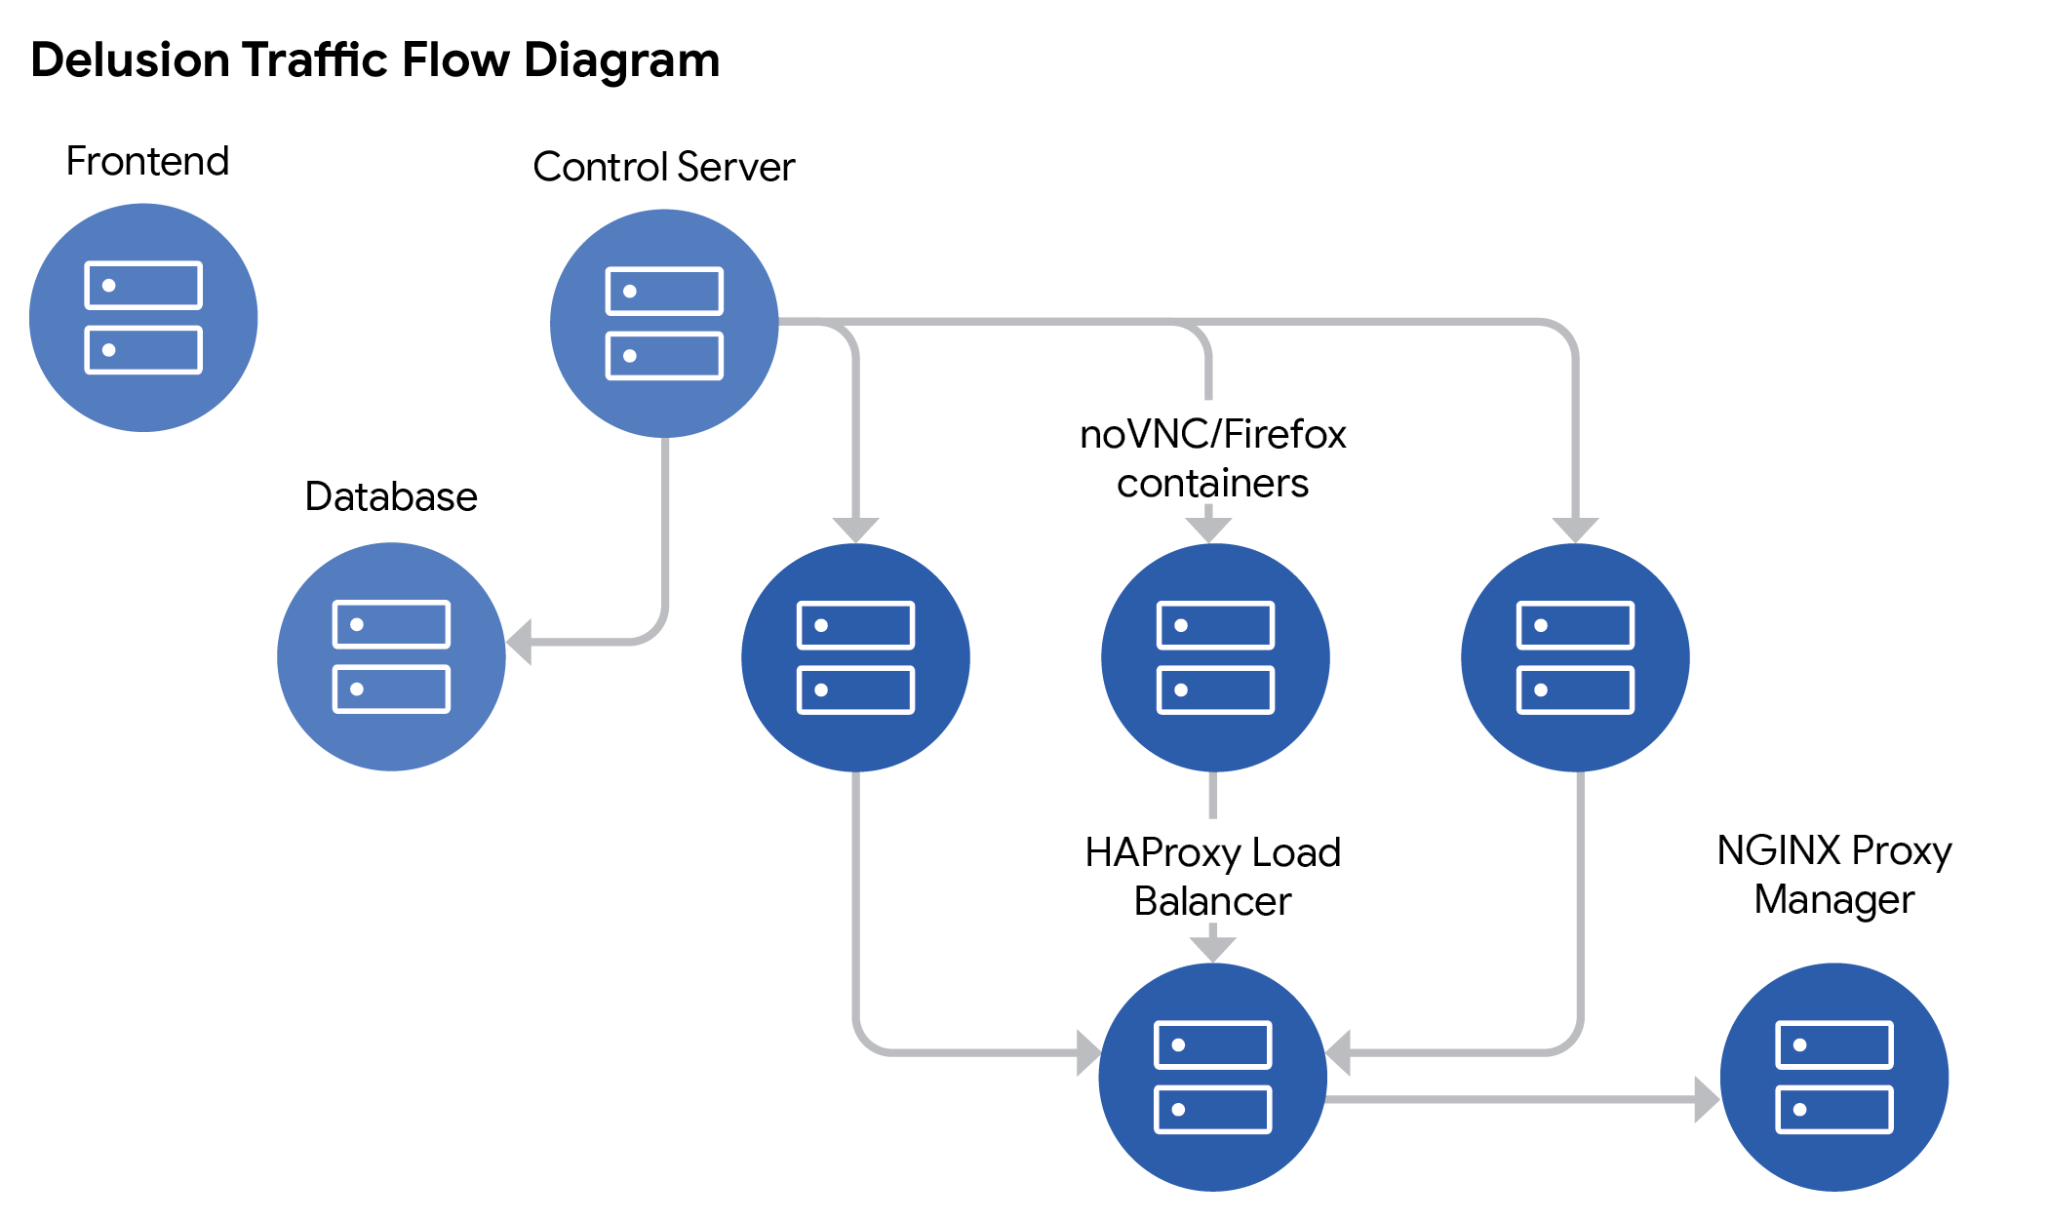 Delusion Traffic Flow Diagram
Frontend
Control Server
noVNC/Firefox
containers
Database
HAProxy Load
Balancer
NGINX Proxy
Manager